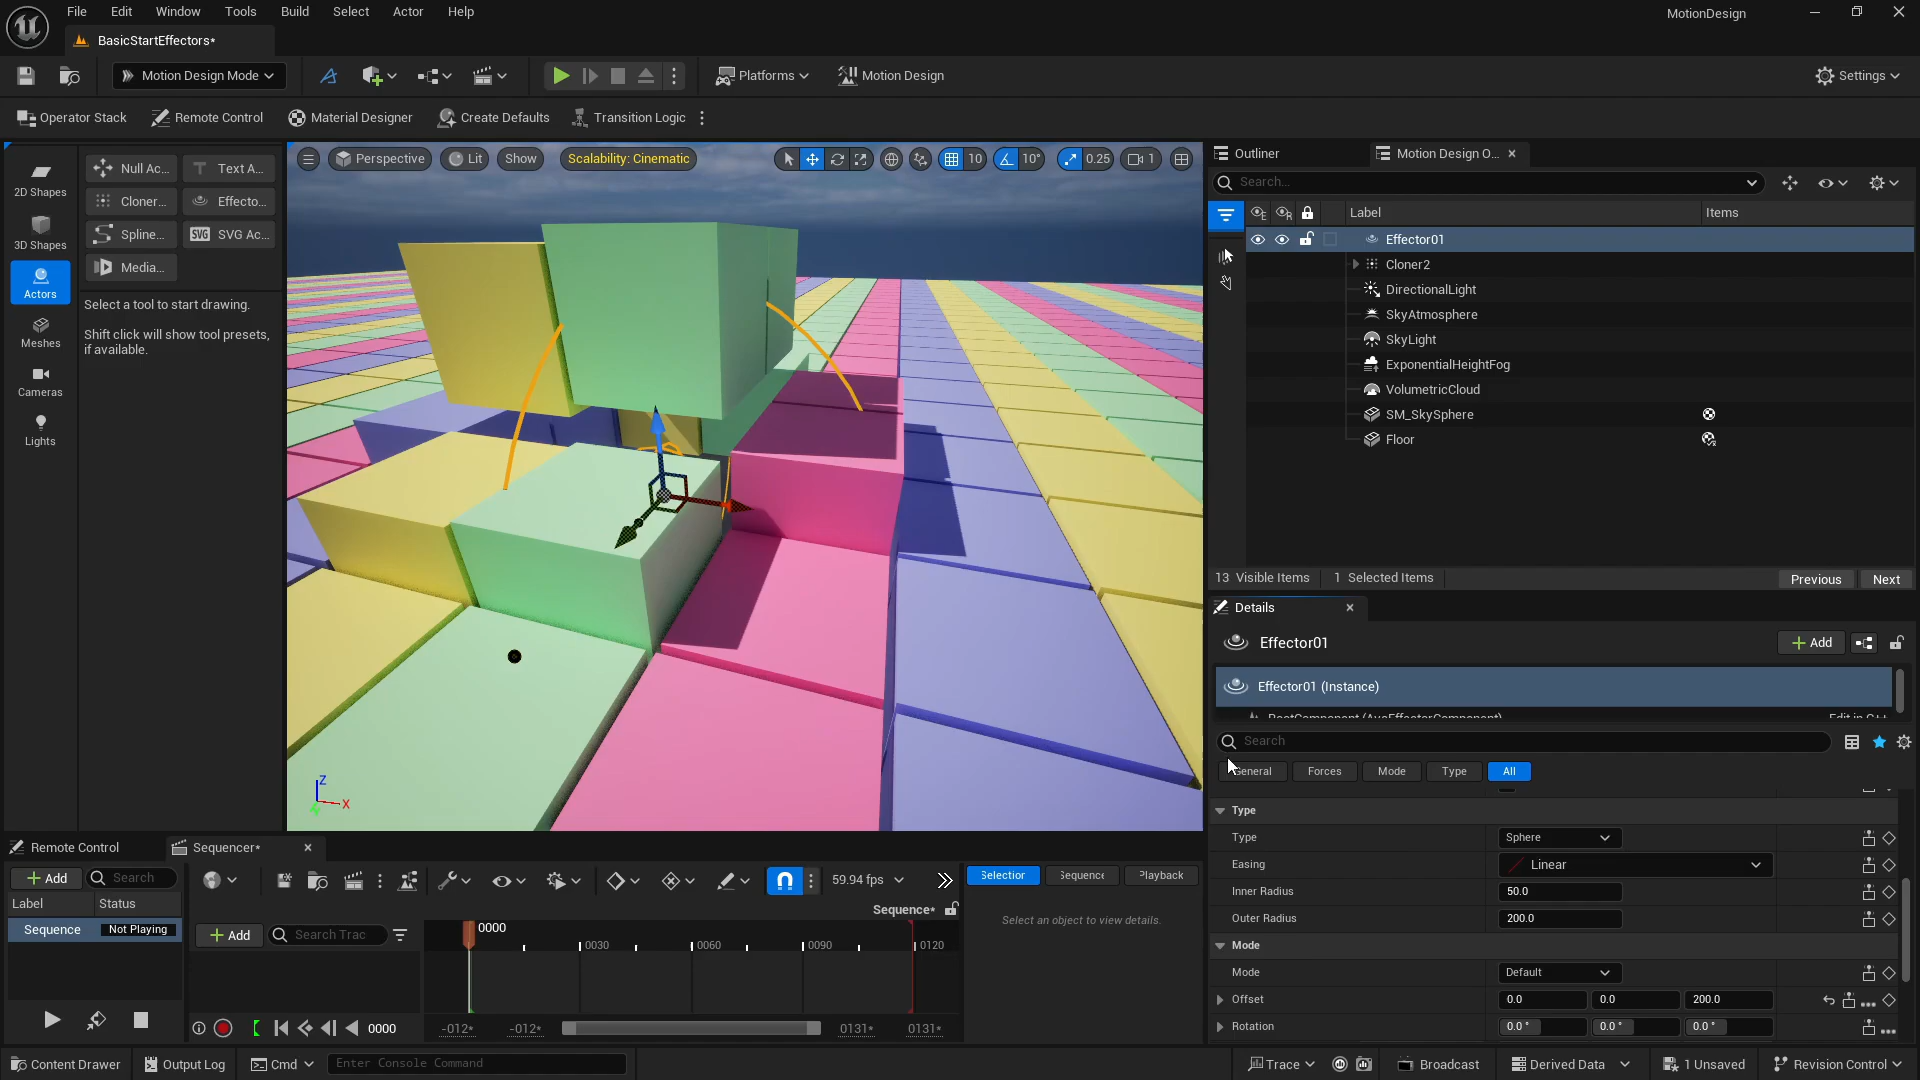 File Edit Window Tools Build Select Actor Help
MotionDesign
BasicStartEffectors*
Motion Design Mode
Platforms
Motion Design
Settings
Operator Stack
Remote Control
Material Designer
Create Defaults
Transition Logic
2D Shapes
3D Shapes
Actors
Meshes
Cameras
Lights
Null Ac...
Text A...
Cloner...
Effecto...
Spline...
SVG SVG Ac...
Media...
Select a tool to start drawing.
Shift click will show tool presets,
if available.
Perspective
Lit
Show
Scalability: Cinematic
10
10°
0.25
1
Z
X
Outliner
Motion Design O...
Search...
Label
Items
Effector01
Cloner2
DirectionalLight
SkyAtmosphere
SkyLight
ExponentialHeightFog
VolumetricCloud
SM_SkySphere
Floor
13 Visible Items
1 Selected Items
Previous
Next
Details
Effector01
+ Add
Effector01 (Instance)
RootComponent (AvaEffectorComponent)
Edit in C++
Search
General
Forces
Mode
Type
All
Type
Type Sphere
Easing Linear
Inner Radius 50.0
Outer Radius 200.0
Mode
Mode Default
Offset 0.0 0.0 200.0
Rotation 0.0° 0.0° 0.0°
Remote Control
Sequencer*
+ Add
Search
Label
Status
Sequence
Not Playing
59.94 fps
Sequence*
+ Add
Search Trac
0000
0030
0060
0090
0120
0000
-012*
-012*
0131*
0131*
Selection
Sequence
Playback
Select an object to view details.
Content Drawer
Output Log
Cmd
Enter Console Command
Trace
Broadcast
Derived Data
1 Unsaved
Revision Control